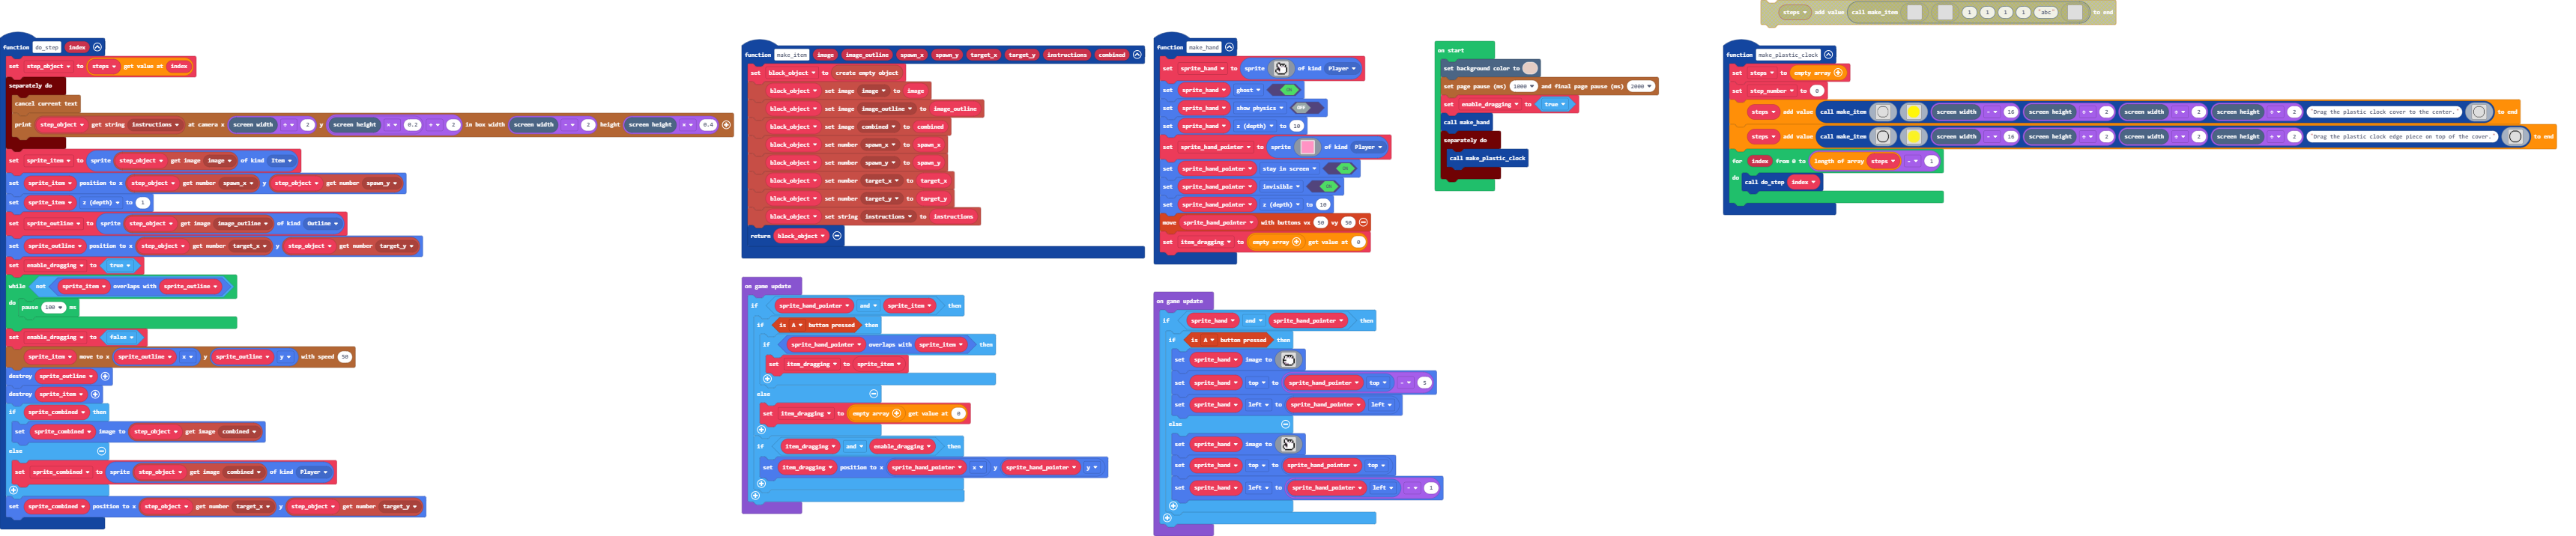 steps add value call make_item 1 1 1 1 "abc" to end
function do_step index
set step_object to steps get value at index
separately do
cancel current text
print step_object get string instructions at camera x screen width ÷ 2 y screen height × 0.2 ÷ 2 in box width screen width - 2 height screen height × 0.4
set sprite_item to sprite step_object get image image of kind Item
set sprite_item position to x step_object get number spawn_x y step_object get number spawn_y
set sprite_item z (depth) to 1
set sprite_outline to sprite step_object get image image_outline of kind Outline
set sprite_outline position to x step_object get number target_x y step_object get number target_y
set enable_dragging to true
while not sprite_item overlaps with sprite_outline
do
pause 100 ms
set enable_dragging to false
sprite_item move to x sprite_outline x y sprite_outline y with speed 50
destroy sprite_outline
destroy sprite_item
if sprite_combined then
set sprite_combined image to step_object get image combined
else
set sprite_combined to sprite step_object get image combined of kind Player
set sprite_combined position to x step_object get number target_x y step_object get number target_y
function make_item image image_outline spawn_x spawn_y target_x target_y instructions combined
set block_object to create empty object
block_object set image image to image
block_object set image image_outline to image_outline
block_object set image combined to combined
block_object set number spawn_x to spawn_x
block_object set number spawn_y to spawn_y
block_object set number target_x to target_x
block_object set number target_y to target_y
block_object set string instructions to instructions
return block_object
on game update
if sprite_hand_pointer and sprite_item then
if is A button pressed then
if sprite_hand_pointer overlaps with sprite_item then
set item_dragging to sprite_item
else
set item_dragging to empty array get value at 0
if item_dragging and enable_dragging then
set item_dragging position to x sprite_hand_pointer x y sprite_hand_pointer y
function make_hand
set sprite_hand to sprite of kind Player
set sprite_hand ghost ON
set sprite_hand show physics OFF
set sprite_hand z (depth) to 10
set sprite_hand_pointer to sprite of kind Player
set sprite_hand_pointer stay in screen ON
set sprite_hand_pointer invisible ON
set sprite_hand_pointer z (depth) to 10
move sprite_hand_pointer with buttons vx 50 vy 50
set item_dragging to empty array get value at 0
on game update
if sprite_hand and sprite_hand_pointer then
if is A button pressed then
set sprite_hand image to
set sprite_hand top to sprite_hand_pointer top - 5
set sprite_hand left to sprite_hand_pointer left
else
set sprite_hand image to
set sprite_hand top to sprite_hand_pointer top
set sprite_hand left to sprite_hand_pointer left - 1
on start
set background color to
set page pause (ms) 1000 and final page pause (ms) 2000
set enable_dragging to true
call make_hand
separately do
call make_plastic_clock
function make_plastic_clock
set steps to empty array
set step_number to 0
steps add value call make_item screen width - 16 screen height ÷ 2 screen width ÷ 2 screen height ÷ 2 "Drag the plastic clock cover to the center." to end
steps add value call make_item screen width - 16 screen height ÷ 2 screen width ÷ 2 screen height ÷ 2 "Drag the plastic clock edge piece on top of the cover." to end
for index from 0 to length of array steps - 1
do
call do_step index